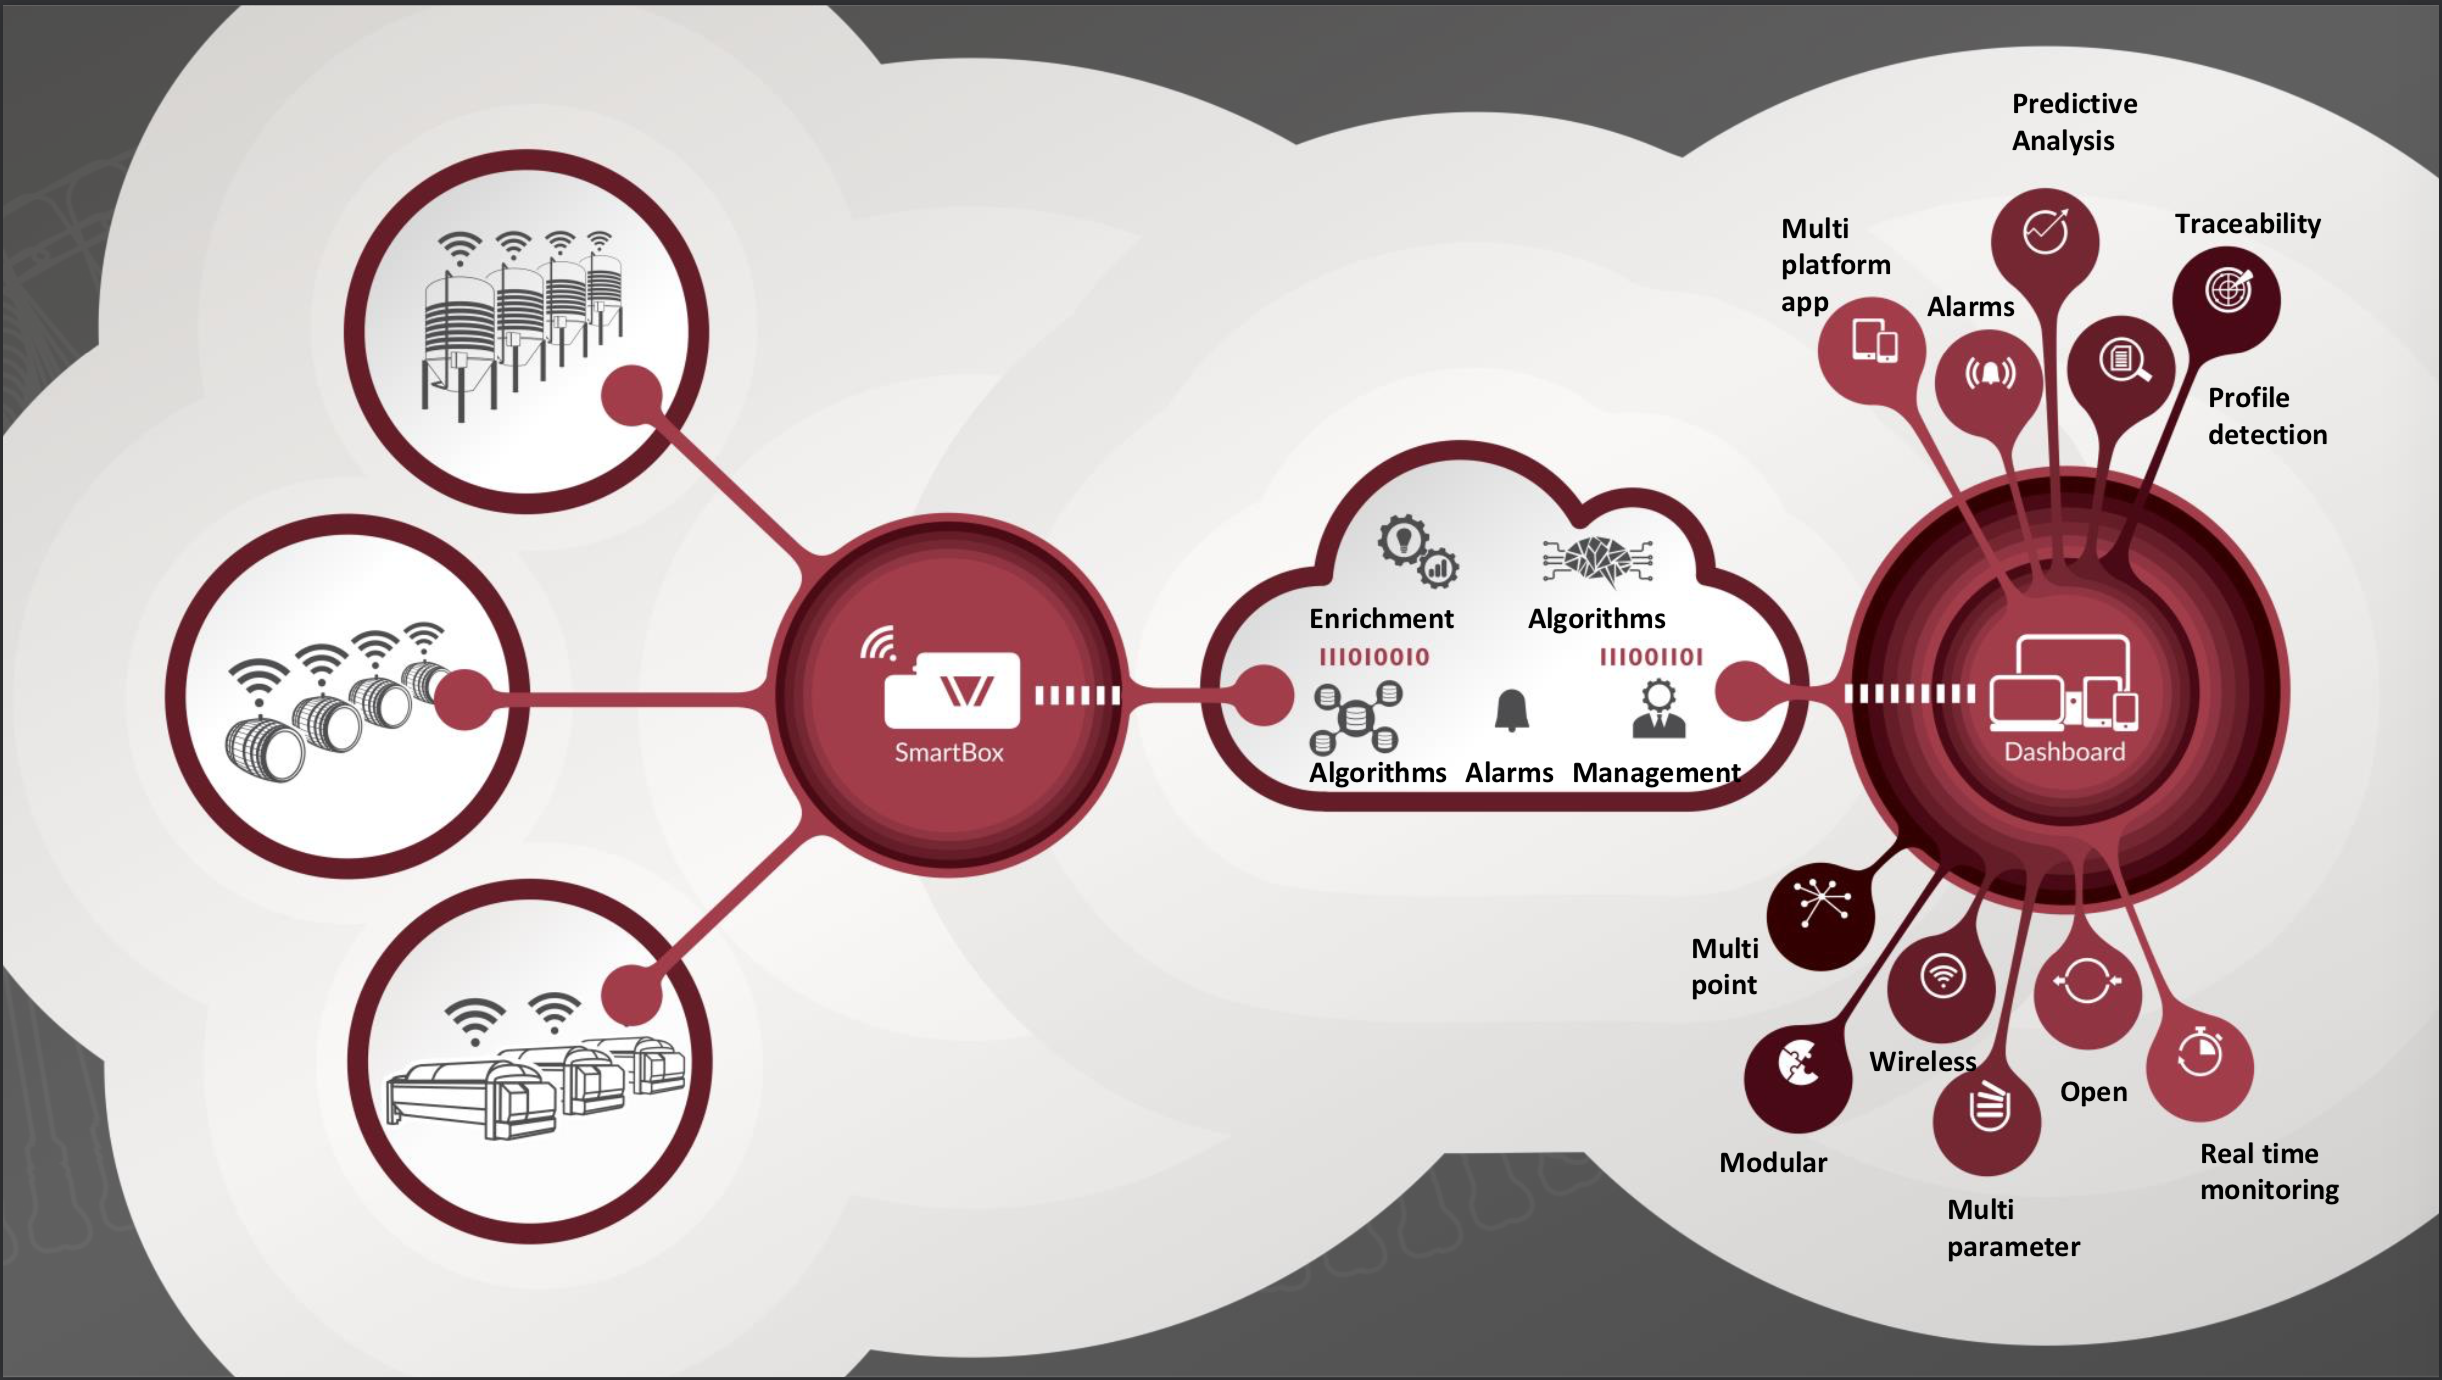 Predictive
Analysis
Multi
platform
app
Alarms
Traceability
Profile
detection
SmartBox
Enrichment
Algorithms
111010010
111001101
Algorithms
Alarms
Management
Dashboard
Multi
point
Modular
Wireless
Multi
parameter
Open
Real time
monitoring